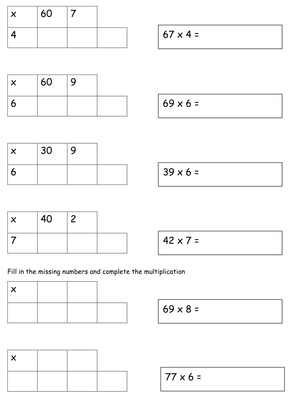 x 60 7
4
67 x 4 =
x 60 9
6
69 x 6 =
x 30 9
6
39 x 6 =
x 40 2
7
42 x 7 =
Fill in the missing numbers and complete the multiplication
x
69 x 8 =
x
77 x 6 =